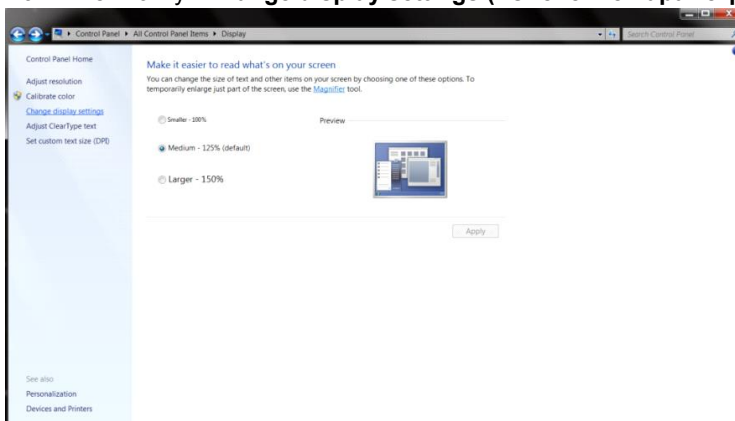 Control Panel ▸ All Control Panel Items ▸ Display
Search Control Panel
Control Panel Home
Adjust resolution
Calibrate color
Change display settings
Adjust ClearType text
Set custom text size (DPI)
See also
Personalization
Devices and Printers
Make it easier to read what's on your screen
You can change the size of text and other items on your screen by choosing one of these options. To
temporarily enlarge just part of the screen, use the Magnifier tool.
Smaller - 100%
Preview
Medium - 125% (default)
Larger - 150%
Apply